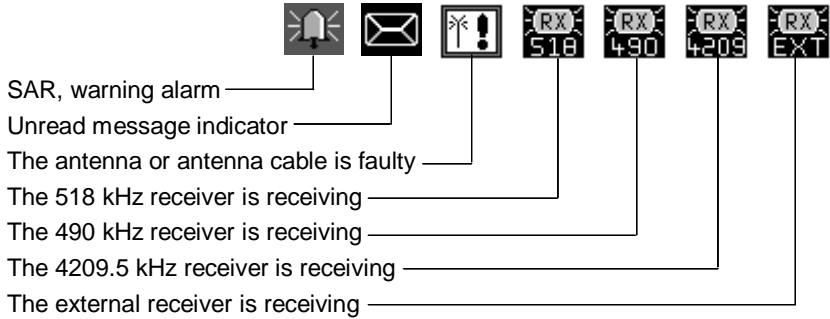 RX RX RX RX
518 490 4209 EXT
SAR, warning alarm
Unread message indicator
The antenna or antenna cable is faulty
The 518 kHz receiver is receiving
The 490 kHz receiver is receiving
The 4209.5 kHz receiver is receiving
The external receiver is receiving